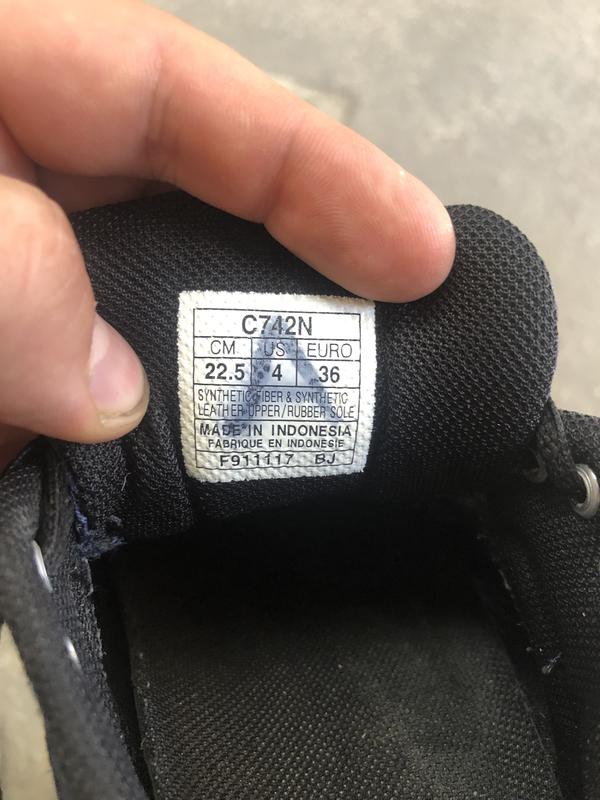 C742N
CM US EURO
22.5 4 36
SYNTHETIC FIBER & SYNTHETIC
LEATHER UPPER/RUBBER SOLE
MADE IN INDONESIA
FABRIQUE EN INDONESIE
F911117 BJ